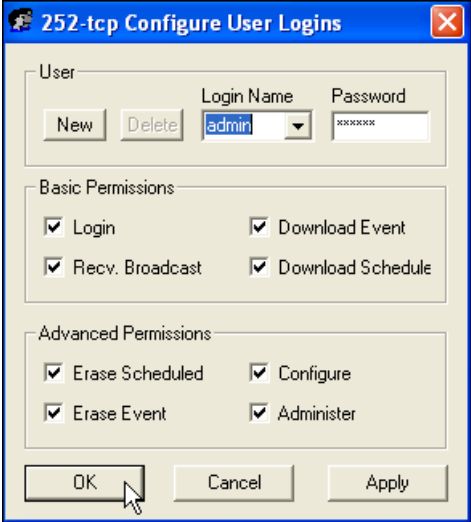 252-tcp Configure User Logins
User
Login Name Password
New Delete admin xxxxxx
Basic Permissions
Login Download Event
Recv. Broadcast Download Schedule
Advanced Permissions
Erase Scheduled Configure
Erase Event Administer
OK Cancel Apply